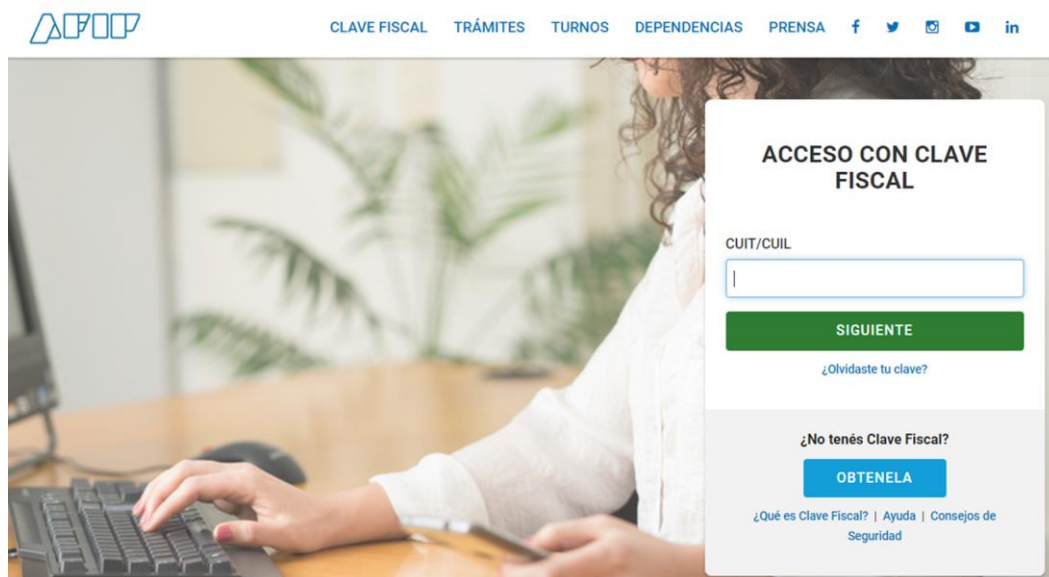 AFIP
CLAVE FISCAL TRÁMITES TURNOS DEPENDENCIAS PRENSA f in
ACCESO CON CLAVE
FISCAL
CUIT/CUIL
SIGUIENTE
¿Olvidaste tu clave?
¿No tenés Clave Fiscal?
OBTENELA
¿Qué es Clave Fiscal? | Ayuda | Consejos de
Seguridad